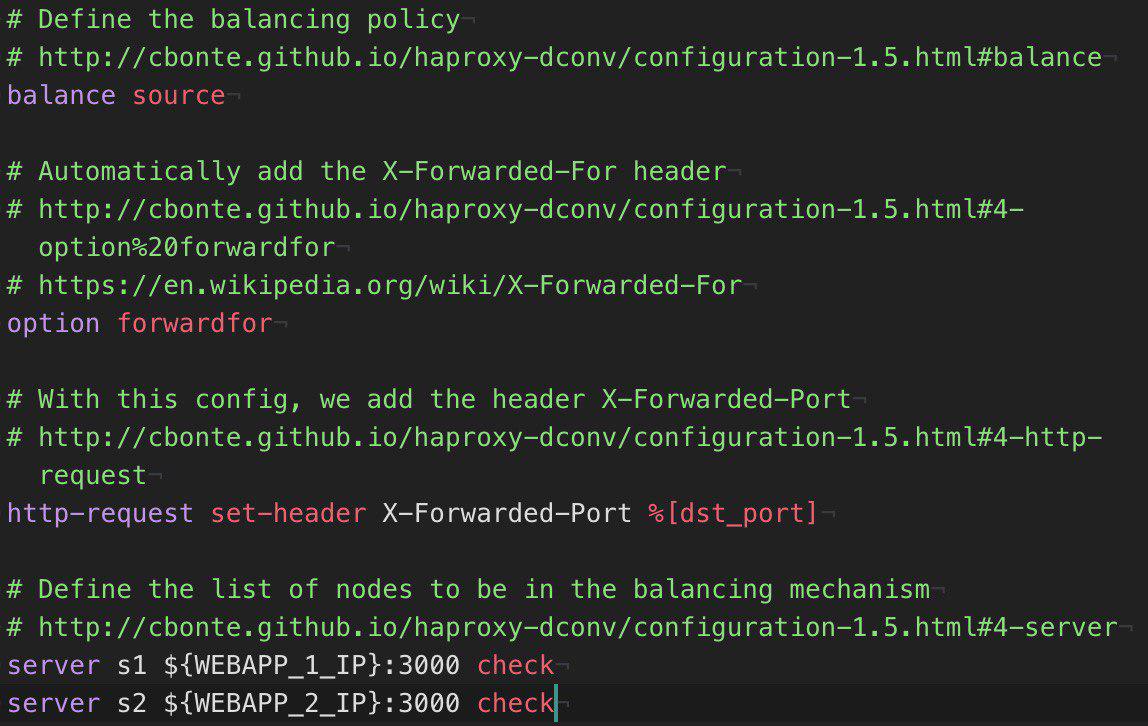 # Define the balancing policy¬
# http://cbonte.github.io/haproxy-dconv/configuration-1.5.html#balance¬
balance source¬
# Automatically add the X-Forwarded-For header¬
# http://cbonte.github.io/haproxy-dconv/configuration-1.5.html#4-
option%20forwardfor¬
# https://en.wikipedia.org/wiki/X-Forwarded-For¬
option forwardfor¬
# With this config, we add the header X-Forwarded-Port¬
# http://cbonte.github.io/haproxy-dconv/configuration-1.5.html#4-http-
request¬
http-request set-header X-Forwarded-Port %[dst_port]¬
# Define the list of nodes to be in the balancing mechanism¬
# http://cbonte.github.io/haproxy-dconv/configuration-1.5.html#4-server¬
server s1 ${WEBAPP_1_IP}:3000 check¬
server s2 ${WEBAPP_2_IP}:3000 check¬